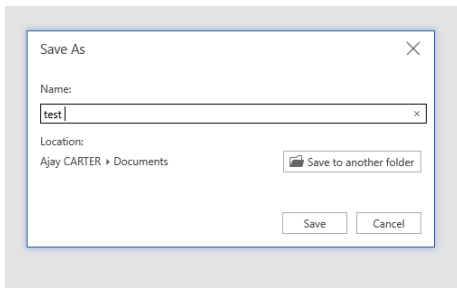 Save As
Name:
test
Location:
Ajay CARTER ▸ Documents
Save to another folder
Save
Cancel